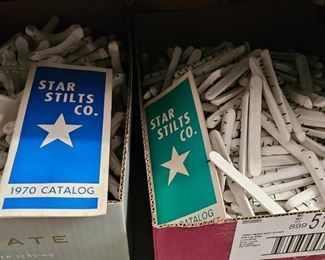 STAR
STILTS
CO.
1970 CATALOG
STAR
STILTS
CO.
CATALOG
ATE
899